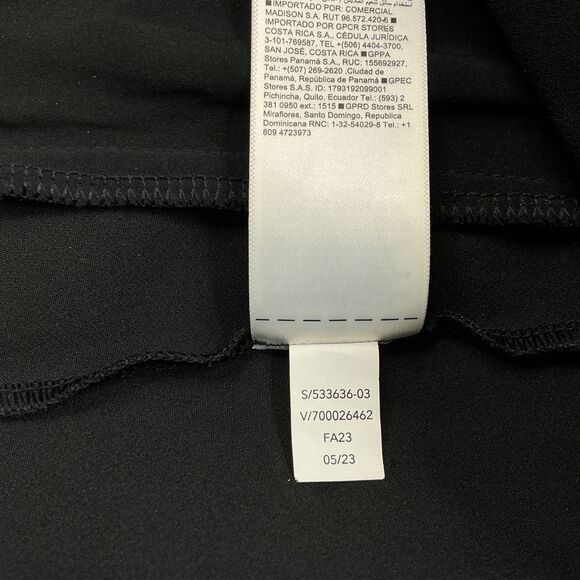 ■IMPORTADO POR: COMERCIAL
MADISON S.A. RUT 96.572.420-6 ■
IMPORTADO POR GPCR STORES
COSTA RICA S.A., CÉDULA JURÍDICA
3-101-769587, TEL +(506) 4404-3700,
SAN JOSÉ, COSTA RICA ■GPPA
Stores Panamá S.A., RUC: 155692927,
Tel.: +(507) 269-2620 ,Ciudad de
Panamá, República de Panamá ■GPEC
Stores S.A.S. ID: 1793192099001
Pichincha, Quito, Ecuador Tel.: (593) 2
381 0950 ext.: 1515 ■GPRD Stores SRL
Miraflores, Santo Domingo, Republica
Dominicana RNC: 1-32-54029-8 Tel.: +1
809 4723973
S/533636-03
V/700026462
FA23
05/23